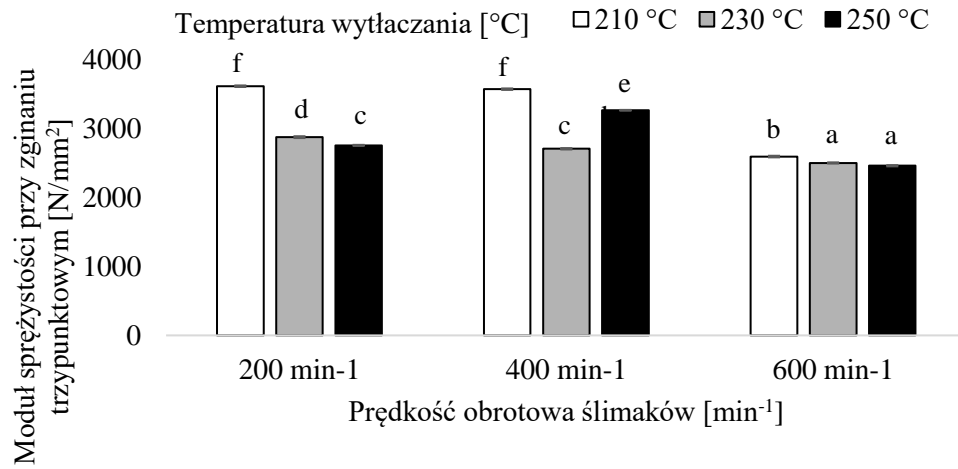 Temperatura wytłaczania [°C] 210 °C 230 °C 250 °C
Moduł sprężystości przy zginaniu
trzypunktowym [N/mm²]
4000
3000
2000
1000
0
f d c
f c e
b a a
200 min-1 400 min-1 600 min-1
Prędkość obrotowa ślimaków [min⁻¹]